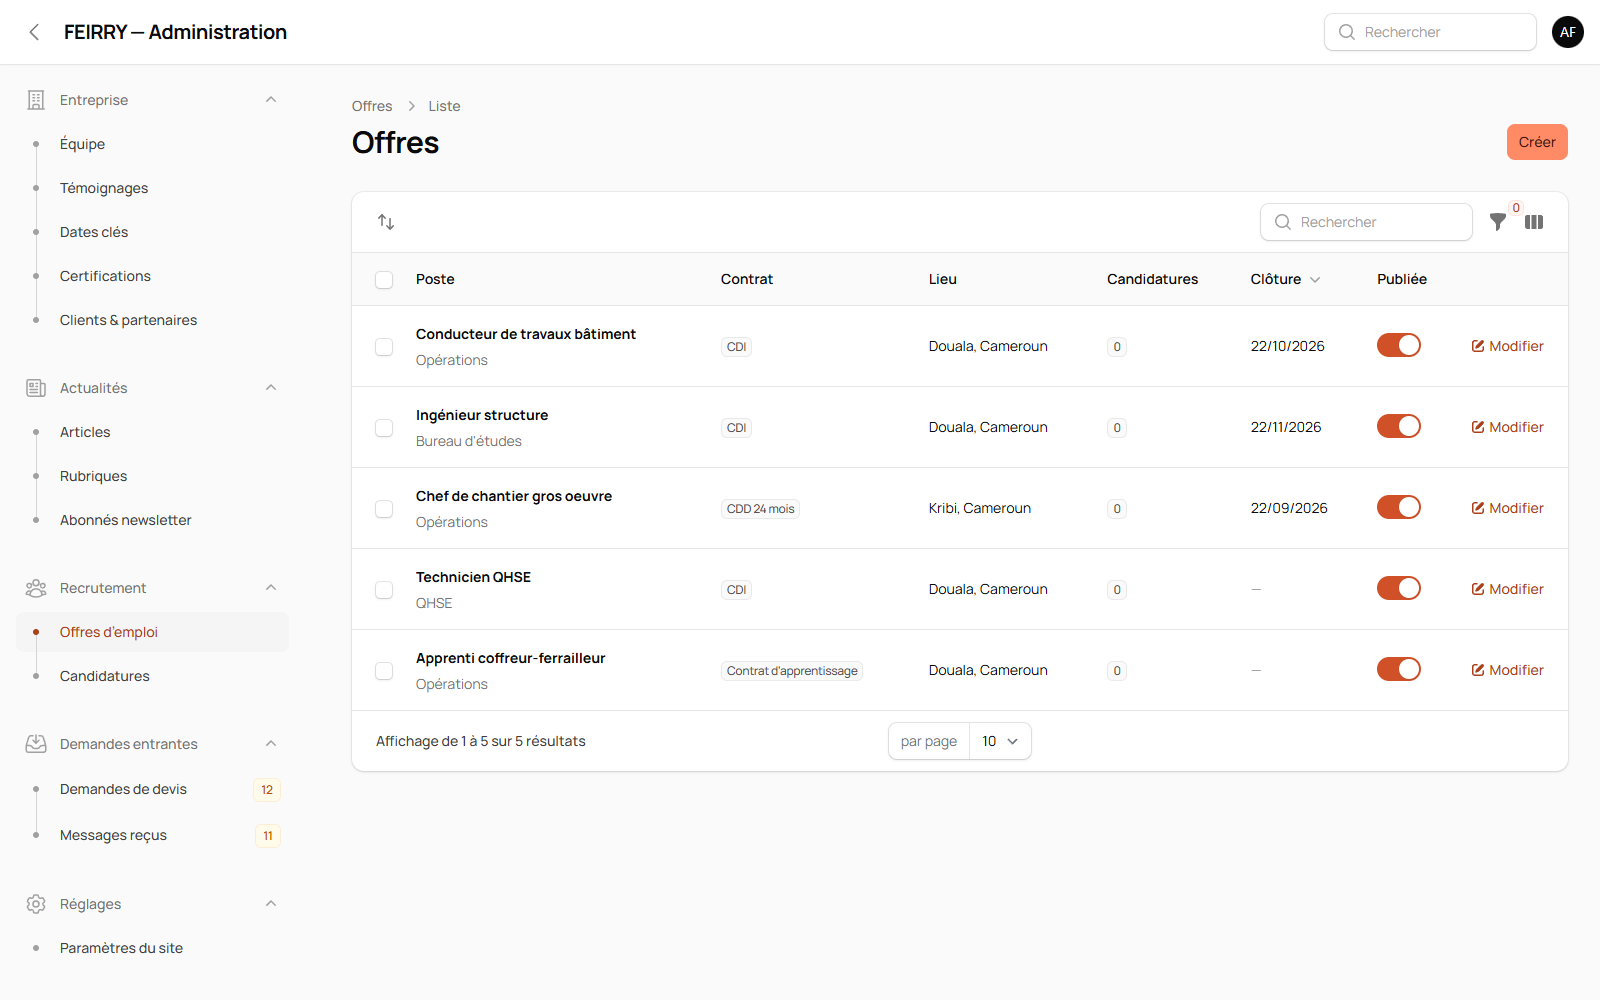 FEIRRY — Administration
Rechercher
AF
Entreprise
Équipe
Témoignages
Dates clés
Certifications
Clients & partenaires
Actualités
Articles
Rubriques
Abonnés newsletter
Recrutement
Offres d'emploi
Candidatures
Demandes entrantes
Demandes de devis 12
Messages reçus 11
Réglages
Paramètres du site
Offres > Liste
Offres
Créer
Rechercher
0
Poste Contrat Lieu Candidatures Clôture Publiée
Conducteur de travaux bâtiment
Opérations
CDI Douala, Cameroun 0 22/10/2026 Modifier
Ingénieur structure
Bureau d'études
CDI Douala, Cameroun 0 22/11/2026 Modifier
Chef de chantier gros oeuvre
Opérations
CDD 24 mois Kribi, Cameroun 0 22/09/2026 Modifier
Technicien QHSE
QHSE
CDI Douala, Cameroun 0 — Modifier
Apprenti coffreur-ferrailleur
Opérations
Contrat d'apprentissage Douala, Cameroun 0 — Modifier
Affichage de 1 à 5 sur 5 résultats
par page 10